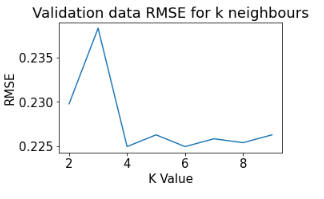 Validation data RMSE for k neighbours
0.235
0.230
0.225
RMSE
2
4
6
8
K Value